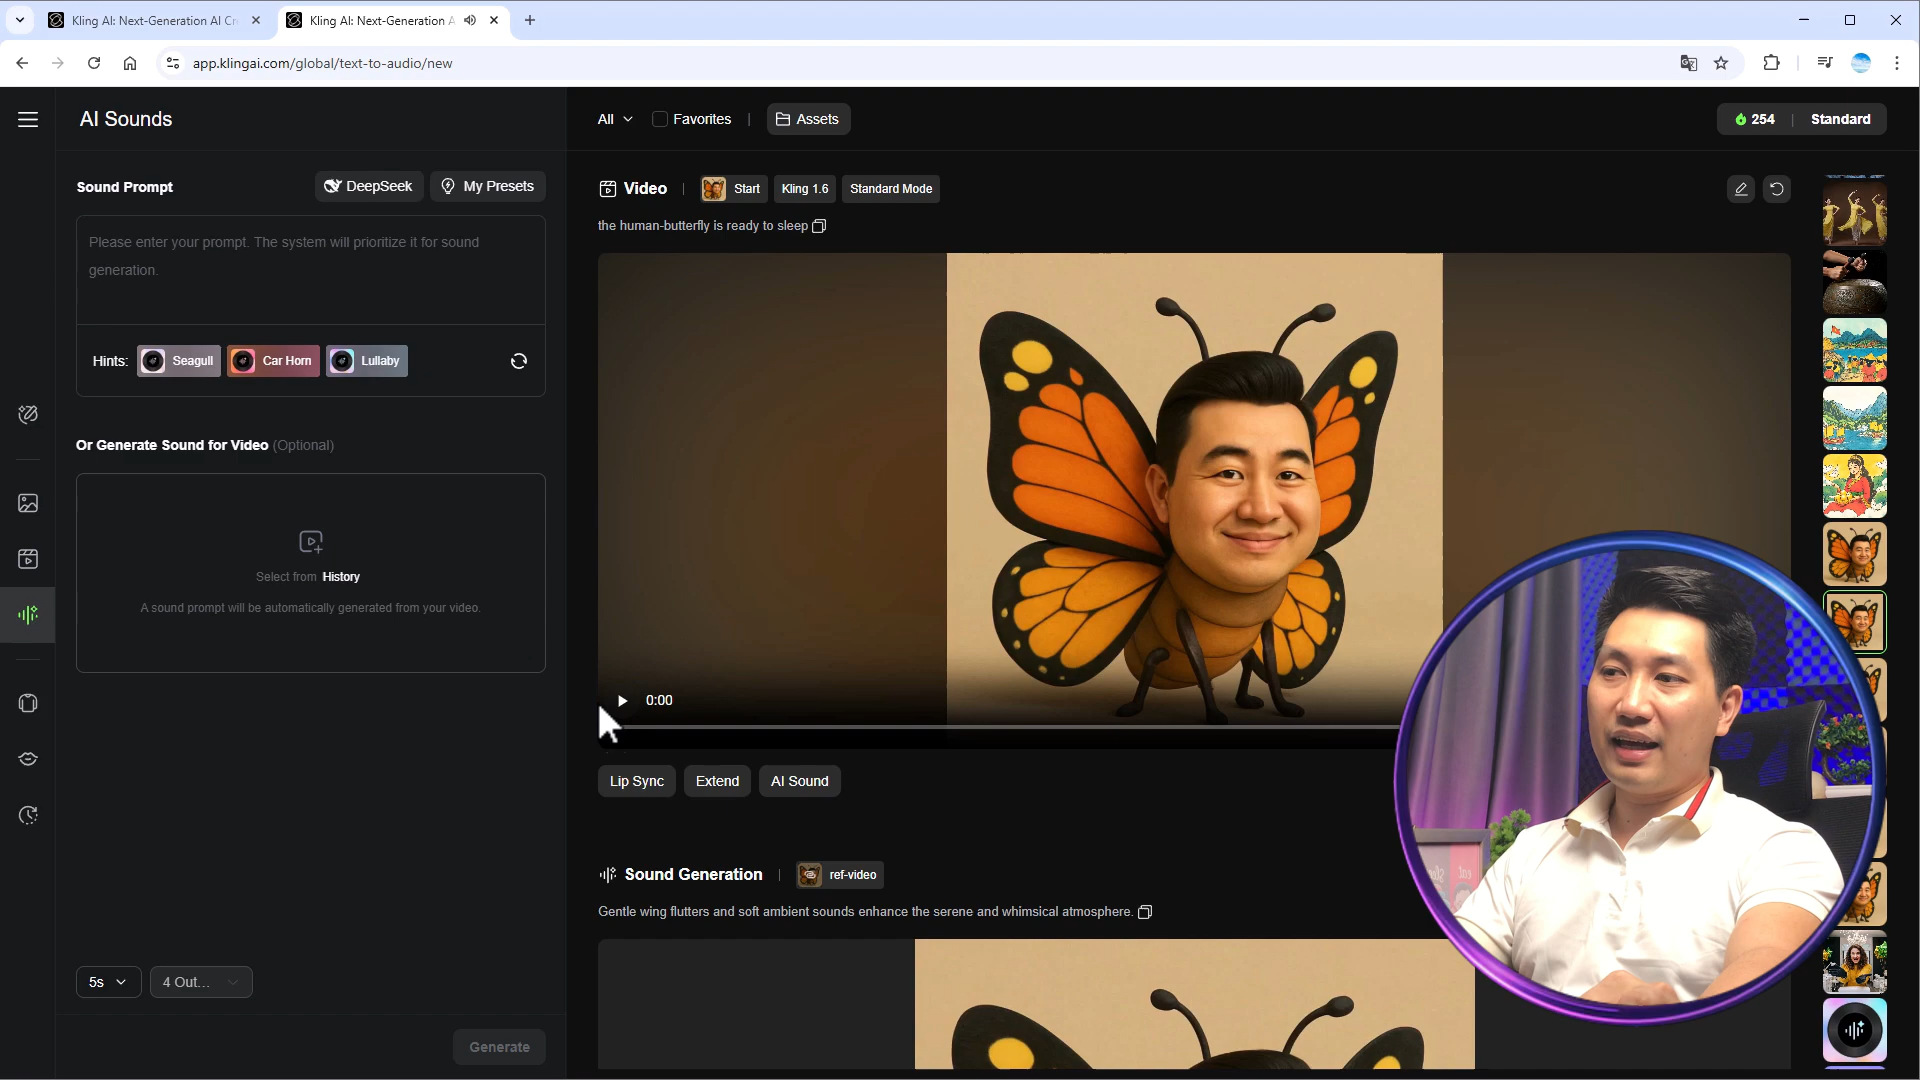 Kling AI: Next-Generation AI Cr
Kling AI: Next-Generation A
app.klingai.com/global/text-to-audio/new
AI Sounds
All
Favorites
Assets
254
Standard
Sound Prompt
DeepSeek
My Presets
Please enter your prompt. The system will prioritize it for sound
generation.
Hints:
Seagull
Car Horn
Lullaby
Or Generate Sound for Video (Optional)
Select from History
A sound prompt will be automatically generated from your video.
5s
4 Out...
Generate
Video
Start
Kling 1.6
Standard Mode
the human-butterfly is ready to sleep
0:00
Lip Sync
Extend
AI Sound
Sound Generation
ref-video
Gentle wing flutters and soft ambient sounds enhance the serene and whimsical atmosphere.